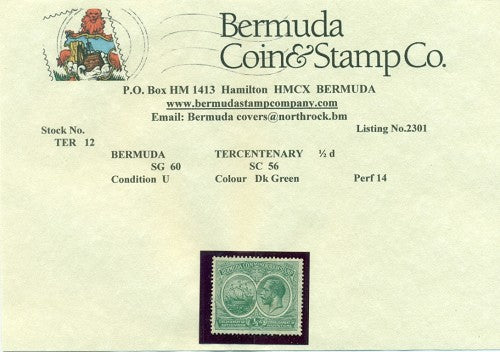 Bermuda
Coin&Stamp Co.
P.O. Box HM 1413 Hamilton HMCX BERMUDA
www.bermudastampcompany.com
Email: Bermuda covers@northrock.bm
Stock No. Listing No.2301
TER 12
BERMUDA TERCENTENARY ½ d
SG 60 SC 56
Condition U Colour Dk Green Perf 14